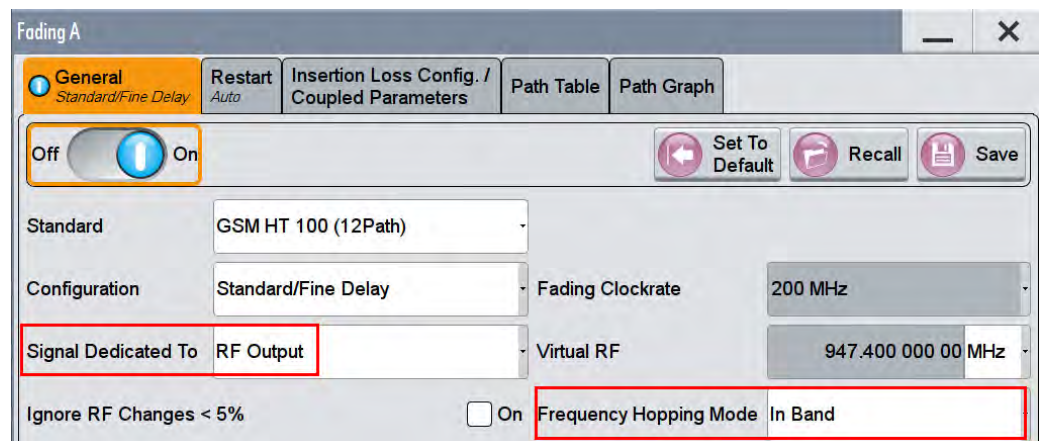 Fading A
General
Standard/Fine Delay
Restart
Auto
Insertion Loss Config. /
Coupled Parameters
Path Table
Path Graph
Off
On
Set To
Default
Recall
Save
Standard
GSM HT 100 (12Path)
Configuration
Standard/Fine Delay
Fading Clockrate
200 MHz
Signal Dedicated To
RF Output
Virtual RF
947.400 000 00 MHz
Ignore RF Changes < 5%
On
Frequency Hopping Mode
In Band